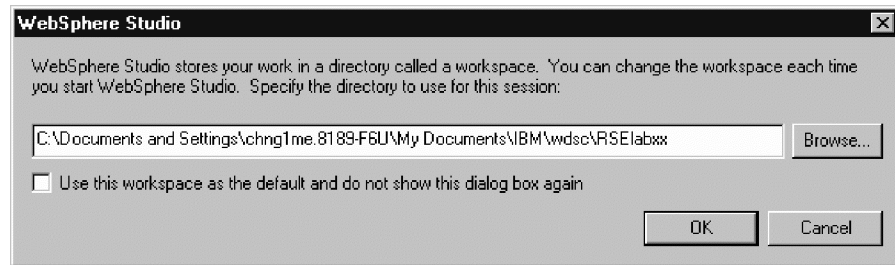 WebSphere Studio
WebSphere Studio stores your work in a directory called a workspace. You can change the workspace each time
you start WebSphere Studio. Specify the directory to use for this session:
C:\Documents and Settings\chng1me.8189-F6U\My Documents\IBM\wdsc\RSElabxx
Browse...
Use this workspace as the default and do not show this dialog box again
OK
Cancel